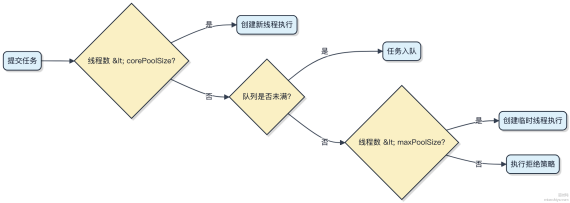 提交任务
线程数 &lt; corePoolSize?
是
创建新线程执行
否
队列是否未满?
是
任务入队
否
线程数 &lt; maxPoolSize?
是
创建临时线程执行
否
执行拒绝策略